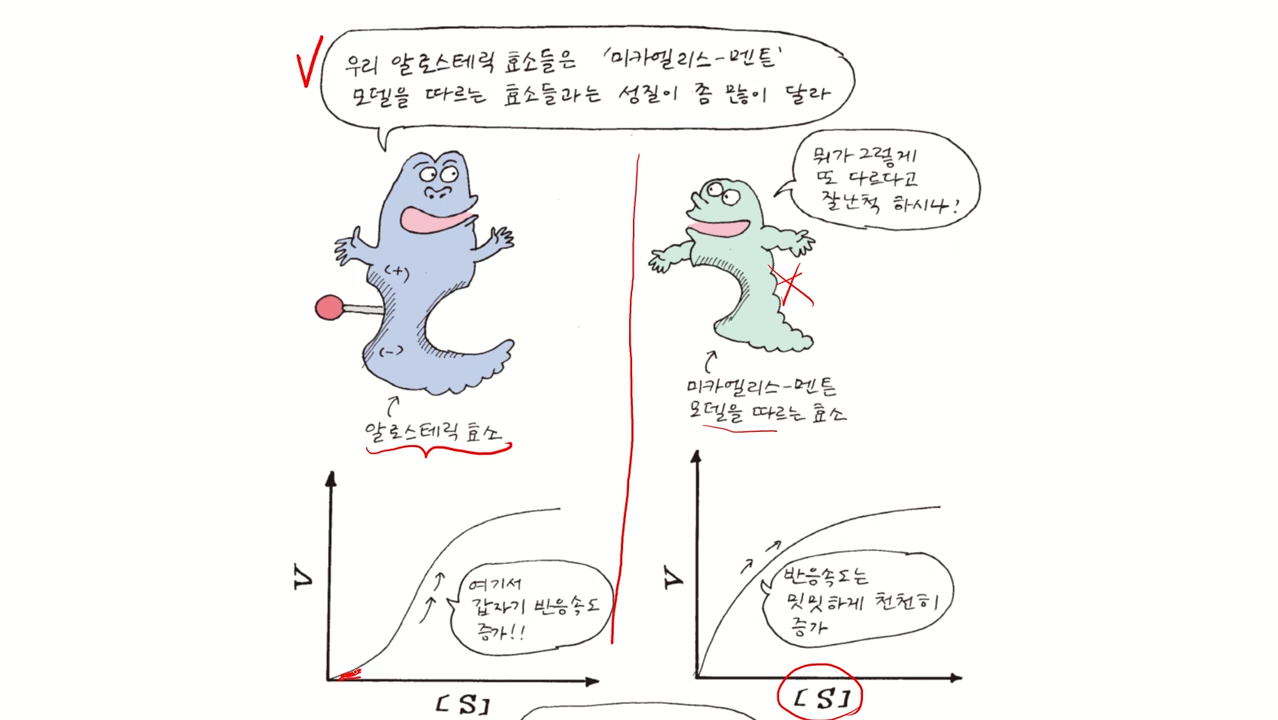 우리 알로스테릭 효소들은 '미카엘리스-멘튼'
모델을 따르는 효소들과는 성질이 좀 많이 달라
뭐가 그렇게
또 다르다고
잘난척 하시나?
(+)
(-)
알로스테릭 효소
미카엘리스-멘튼
모델을 따르는 효소
V
여기서
갑자기 반응속도
증가!!
[S]
V
반응속도는
밋밋하게 천천히
증가
[S]